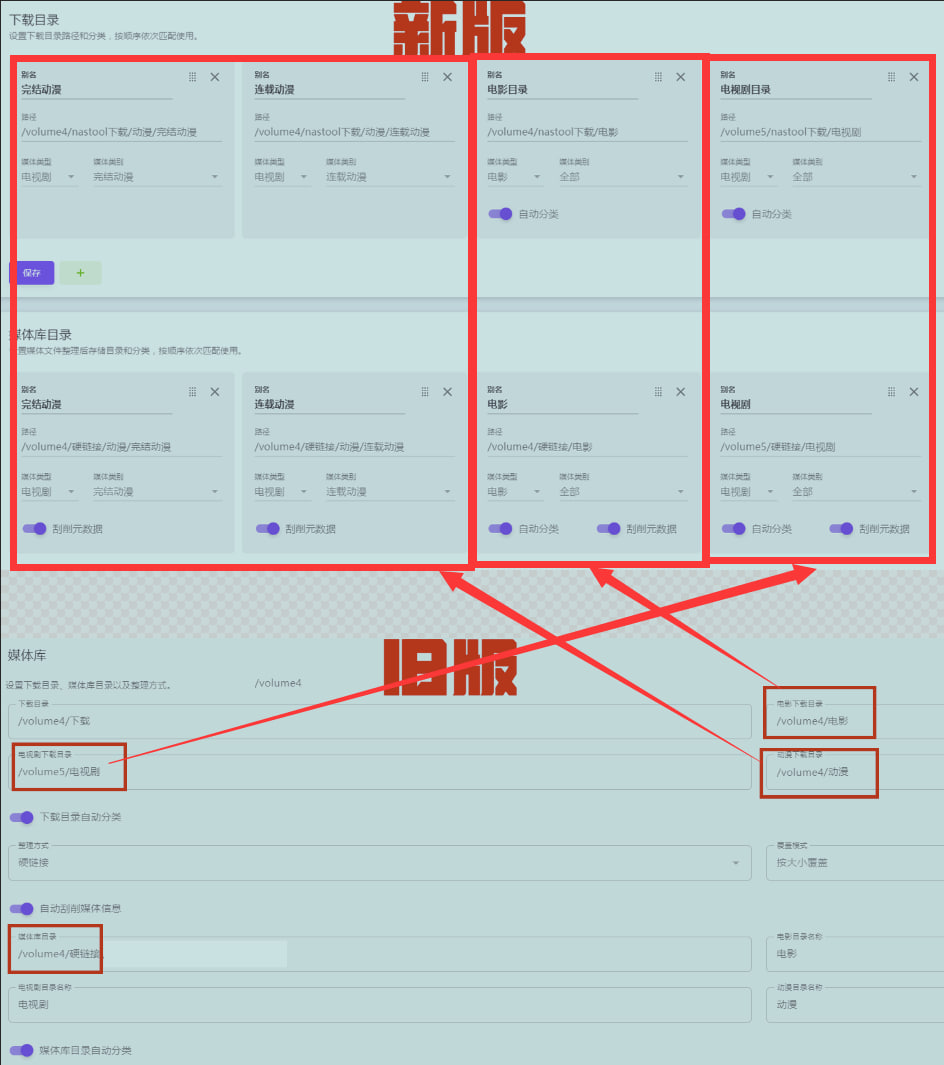 新版
下载目录
设置下载目录路径和分类，按顺序依次匹配使用。
别名 别名 别名 别名
完结动漫 连载动漫 电影目录 电视剧目录
路径 路径 路径 路径
/volume4/nastool下载/动漫/完结动漫 /volume4/nastool下载/动漫/连载动漫 /volume4/nastool下载/电影 /volume5/nastool下载/电视剧
媒体类型 媒体类别 媒体类型 媒体类别 媒体类型 媒体类别 媒体类型 媒体类别
电视剧 完结动漫 电视剧 连载动漫 电影 全部 电视剧 全部
自动分类 自动分类
保存 +
媒体库目录
置媒体文件整理后存储目录和分类，按顺序依次匹配使用。
别名 别名 别名 别名
完结动漫 连载动漫 电影 电视剧
路径 路径 路径 路径
/volume4/硬链接/动漫/完结动漫 /volume4/硬链接/动漫/连载动漫 /volume4/硬链接/电影 /volume5/硬链接/电视剧
媒体类型 媒体类别 媒体类型 媒体类别 媒体类型 媒体类别 媒体类型 媒体类别
电视剧 完结动漫 电视剧 连载动漫 电影 全部 电视剧 全部
刮削元数据 刮削元数据 自动分类 刮削元数据 自动分类 刮削元数据
旧版
媒体库
设置下载目录、媒体库目录以及整理方式。 /volume4
下载目录 电影下载目录
/volume4/下载 /volume4/电影
电视剧下载目录 动漫下载目录
/volume5/电视剧 /volume4/动漫
下载目录自动分类
整理方式 覆盖模式
硬链接 按大小覆盖
自动刮削媒体信息
媒体库目录 电影目录名称
/volume4/硬链接 电影
电视剧目录名称 动漫目录名称
电视剧 动漫
媒体库目录自动分类